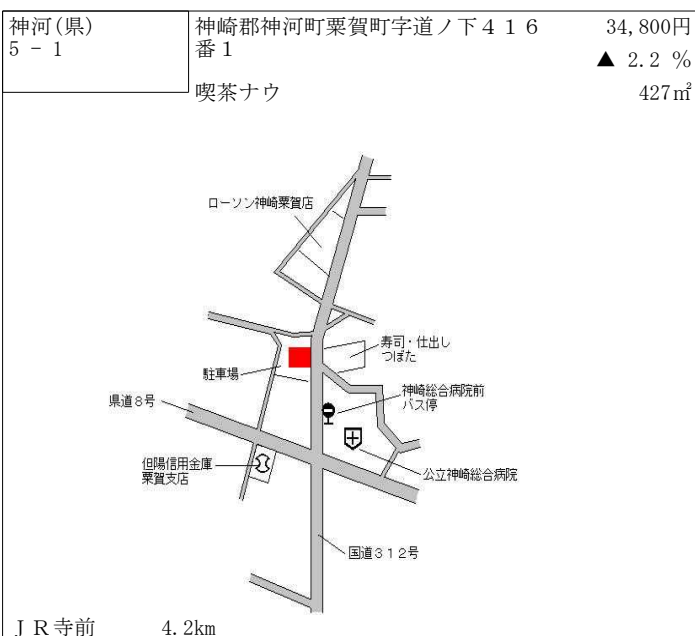 神河(県)
5 - 1
神崎郡神河町粟賀町字道ノ下416
番1
34,800円
▲ 2.2 %
喫茶ナウ
427㎡
ローソン神崎粟賀店
寿司・仕出し
つぼた
駐車場
神崎総合病院前
バス停
県道8号
但陽信用金庫
粟賀支店
公立神崎総合病院
国道312号
JR寺前 4.2km